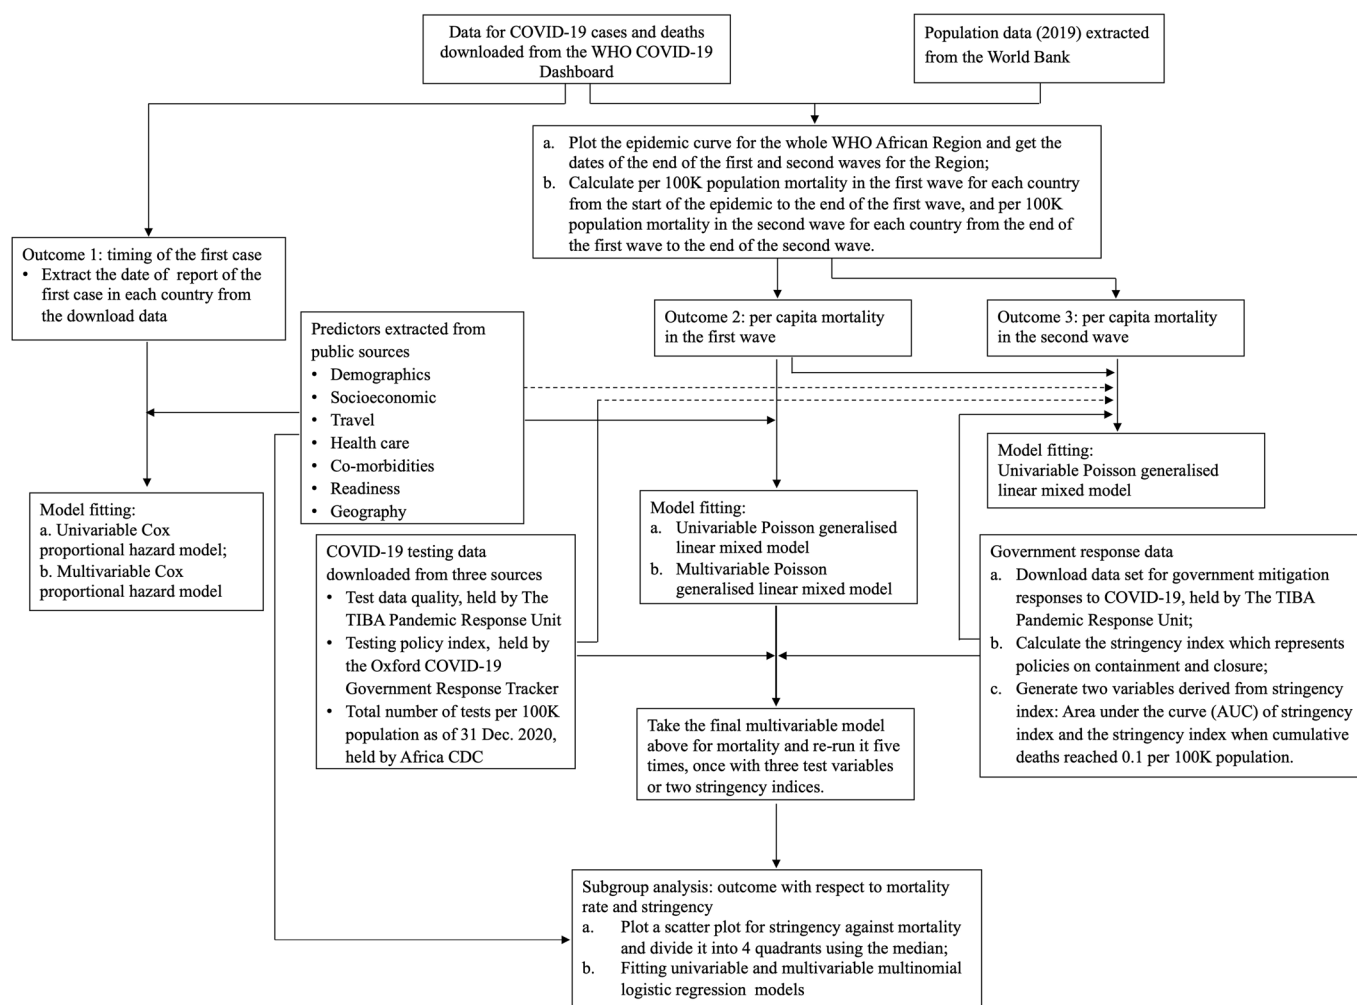 Data for COVID-19 cases and deaths
downloaded from the WHO COVID-19
Dashboard
Population data (2019) extracted
from the World Bank
a. Plot the epidemic curve for the whole WHO African Region and get the
dates of the end of the first and second waves for the Region;
b. Calculate per 100K population mortality in the first wave for each country
from the start of the epidemic to the end of the first wave, and per 100K
population mortality in the second wave for each country from the end of
the first wave to the end of the second wave.
Outcome 1: timing of the first case
• Extract the date of report of the
first case in each country from
the download data
Predictors extracted from
public sources
• Demographics
• Socioeconomic
• Travel
• Health care
• Co-morbidities
• Readiness
• Geography
Outcome 2: per capita mortality
in the first wave
Outcome 3: per capita mortality
in the second wave
Model fitting:
Univariable Poisson generalised
linear mixed model
Model fitting:
a. Univariable Cox
proportional hazard model;
b. Multivariable Cox
proportional hazard model
Model fitting:
a. Univariable Poisson generalised
linear mixed model
b. Multivariable Poisson
generalised linear mixed model
COVID-19 testing data
downloaded from three sources
• Test data quality, held by The
TIBA Pandemic Response Unit
• Testing policy index, held by
the Oxford COVID-19
Government Response Tracker
• Total number of tests per 100K
population as of 31 Dec. 2020,
held by Africa CDC
Government response data
a. Download data set for government mitigation
responses to COVID-19, held by The TIBA
Pandemic Response Unit;
b. Calculate the stringency index which represents
policies on containment and closure;
c. Generate two variables derived from stringency
index: Area under the curve (AUC) of stringency
index and the stringency index when cumulative
deaths reached 0.1 per 100K population.
Take the final multivariable model
above for mortality and re-run it five
times, once with three test variables
or two stringency indices.
Subgroup analysis: outcome with respect to mortality
rate and stringency
a. Plot a scatter plot for stringency against mortality
and divide it into 4 quadrants using the median;
b. Fitting univariable and multivariable multinomial
logistic regression models